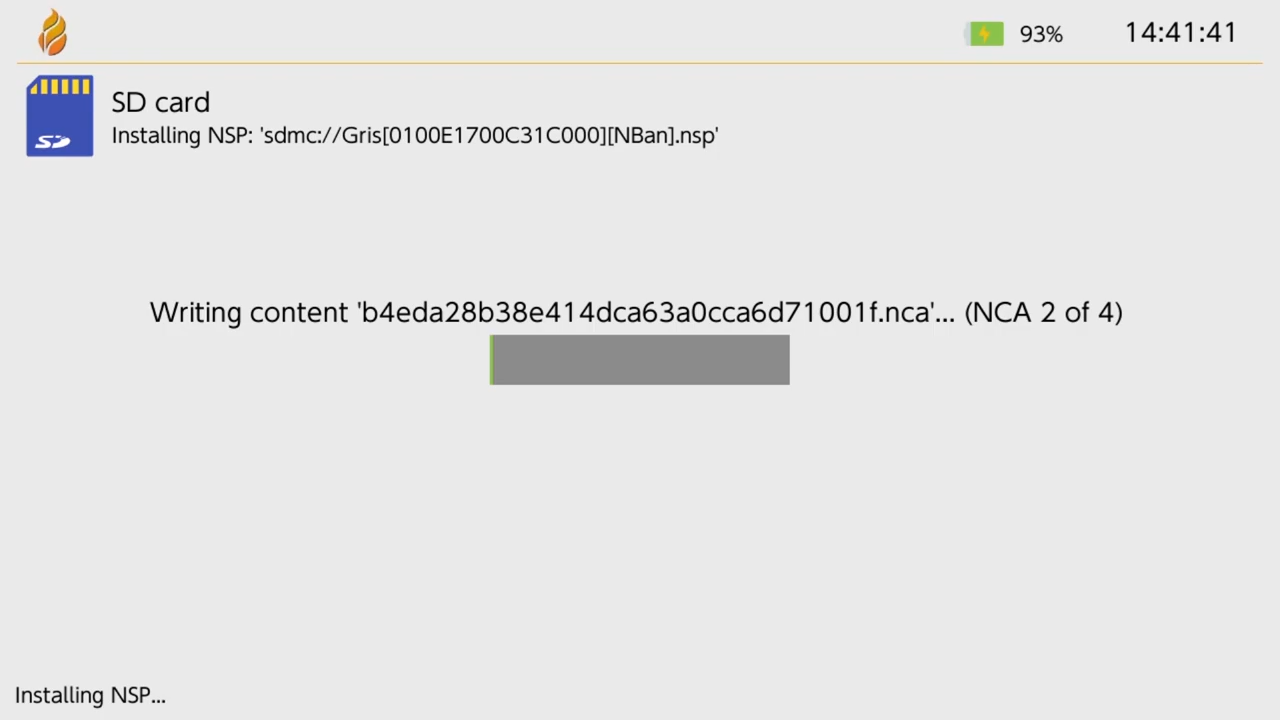 93%
14:41:41
SD card
Installing NSP: 'sdmc://Gris[0100E1700C31C000][NBan].nsp'
Writing content 'b4eda28b38e414dca63a0cca6d71001f.nca'... (NCA 2 of 4)
Installing NSP...